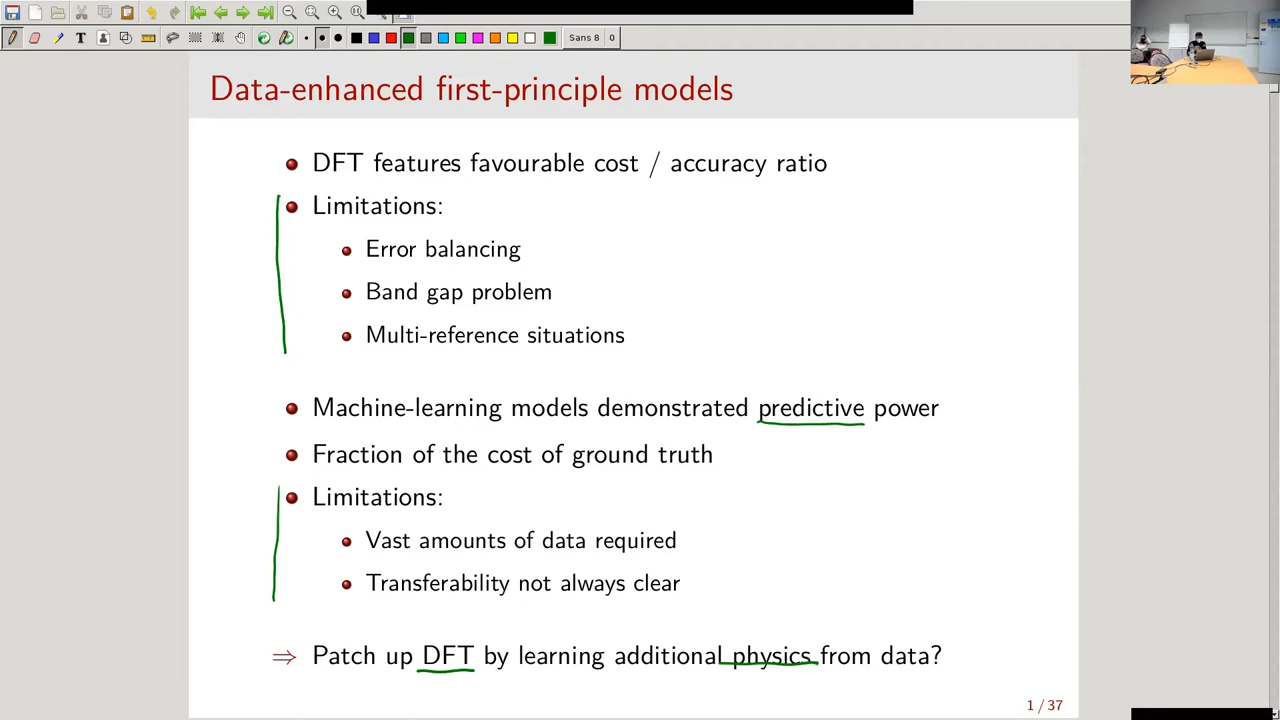 Sans 8 0
Data-enhanced first-principle models
DFT features favourable cost / accuracy ratio
Limitations:
Error balancing
Band gap problem
Multi-reference situations
Machine-learning models demonstrated predictive power
Fraction of the cost of ground truth
Limitations:
Vast amounts of data required
Transferability not always clear
⇒ Patch up DFT by learning additional physics from data?
1 / 37